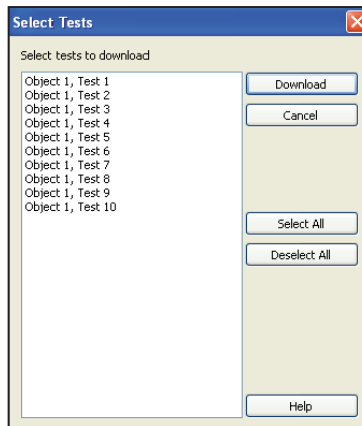 Select Tests
Select tests to download
Object 1, Test 1
Object 1, Test 2
Object 1, Test 3
Object 1, Test 4
Object 1, Test 5
Object 1, Test 6
Object 1, Test 7
Object 1, Test 8
Object 1, Test 9
Object 1, Test 10
Download
Cancel
Select All
Deselect All
Help